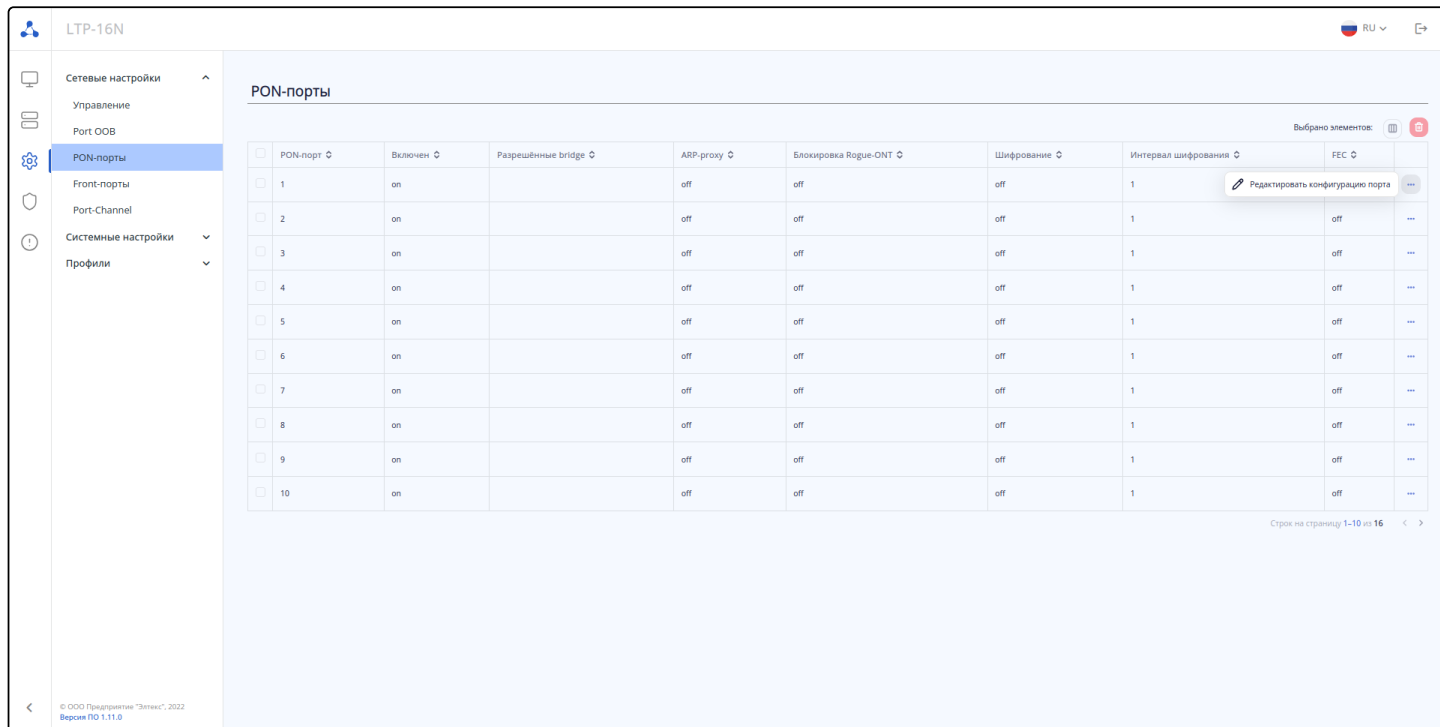 LTP-16N
RU
Сетевые настройки
Управление
Port OOB
PON-порты
Front-порты
Port-Channel
Системные настройки
Профили
PON-порты
Выбрано элементов:
PON-порт Включен Разрешённые bridge ARP-proxy Блокировка Rogue-ONT Шифрование Интервал шифрования FEC
1 on off off off 1 Редактировать конфигурацию порта ...
2 on off off off 1 off ...
3 on off off off 1 off ...
4 on off off off 1 off ...
5 on off off off 1 off ...
6 on off off off 1 off ...
7 on off off off 1 off ...
8 on off off off 1 off ...
9 on off off off 1 off ...
10 on off off off 1 off ...
Строк на страницу 1–10 из 16
© ООО Предприятие "Элтекс", 2022
Версия ПО 1.11.0